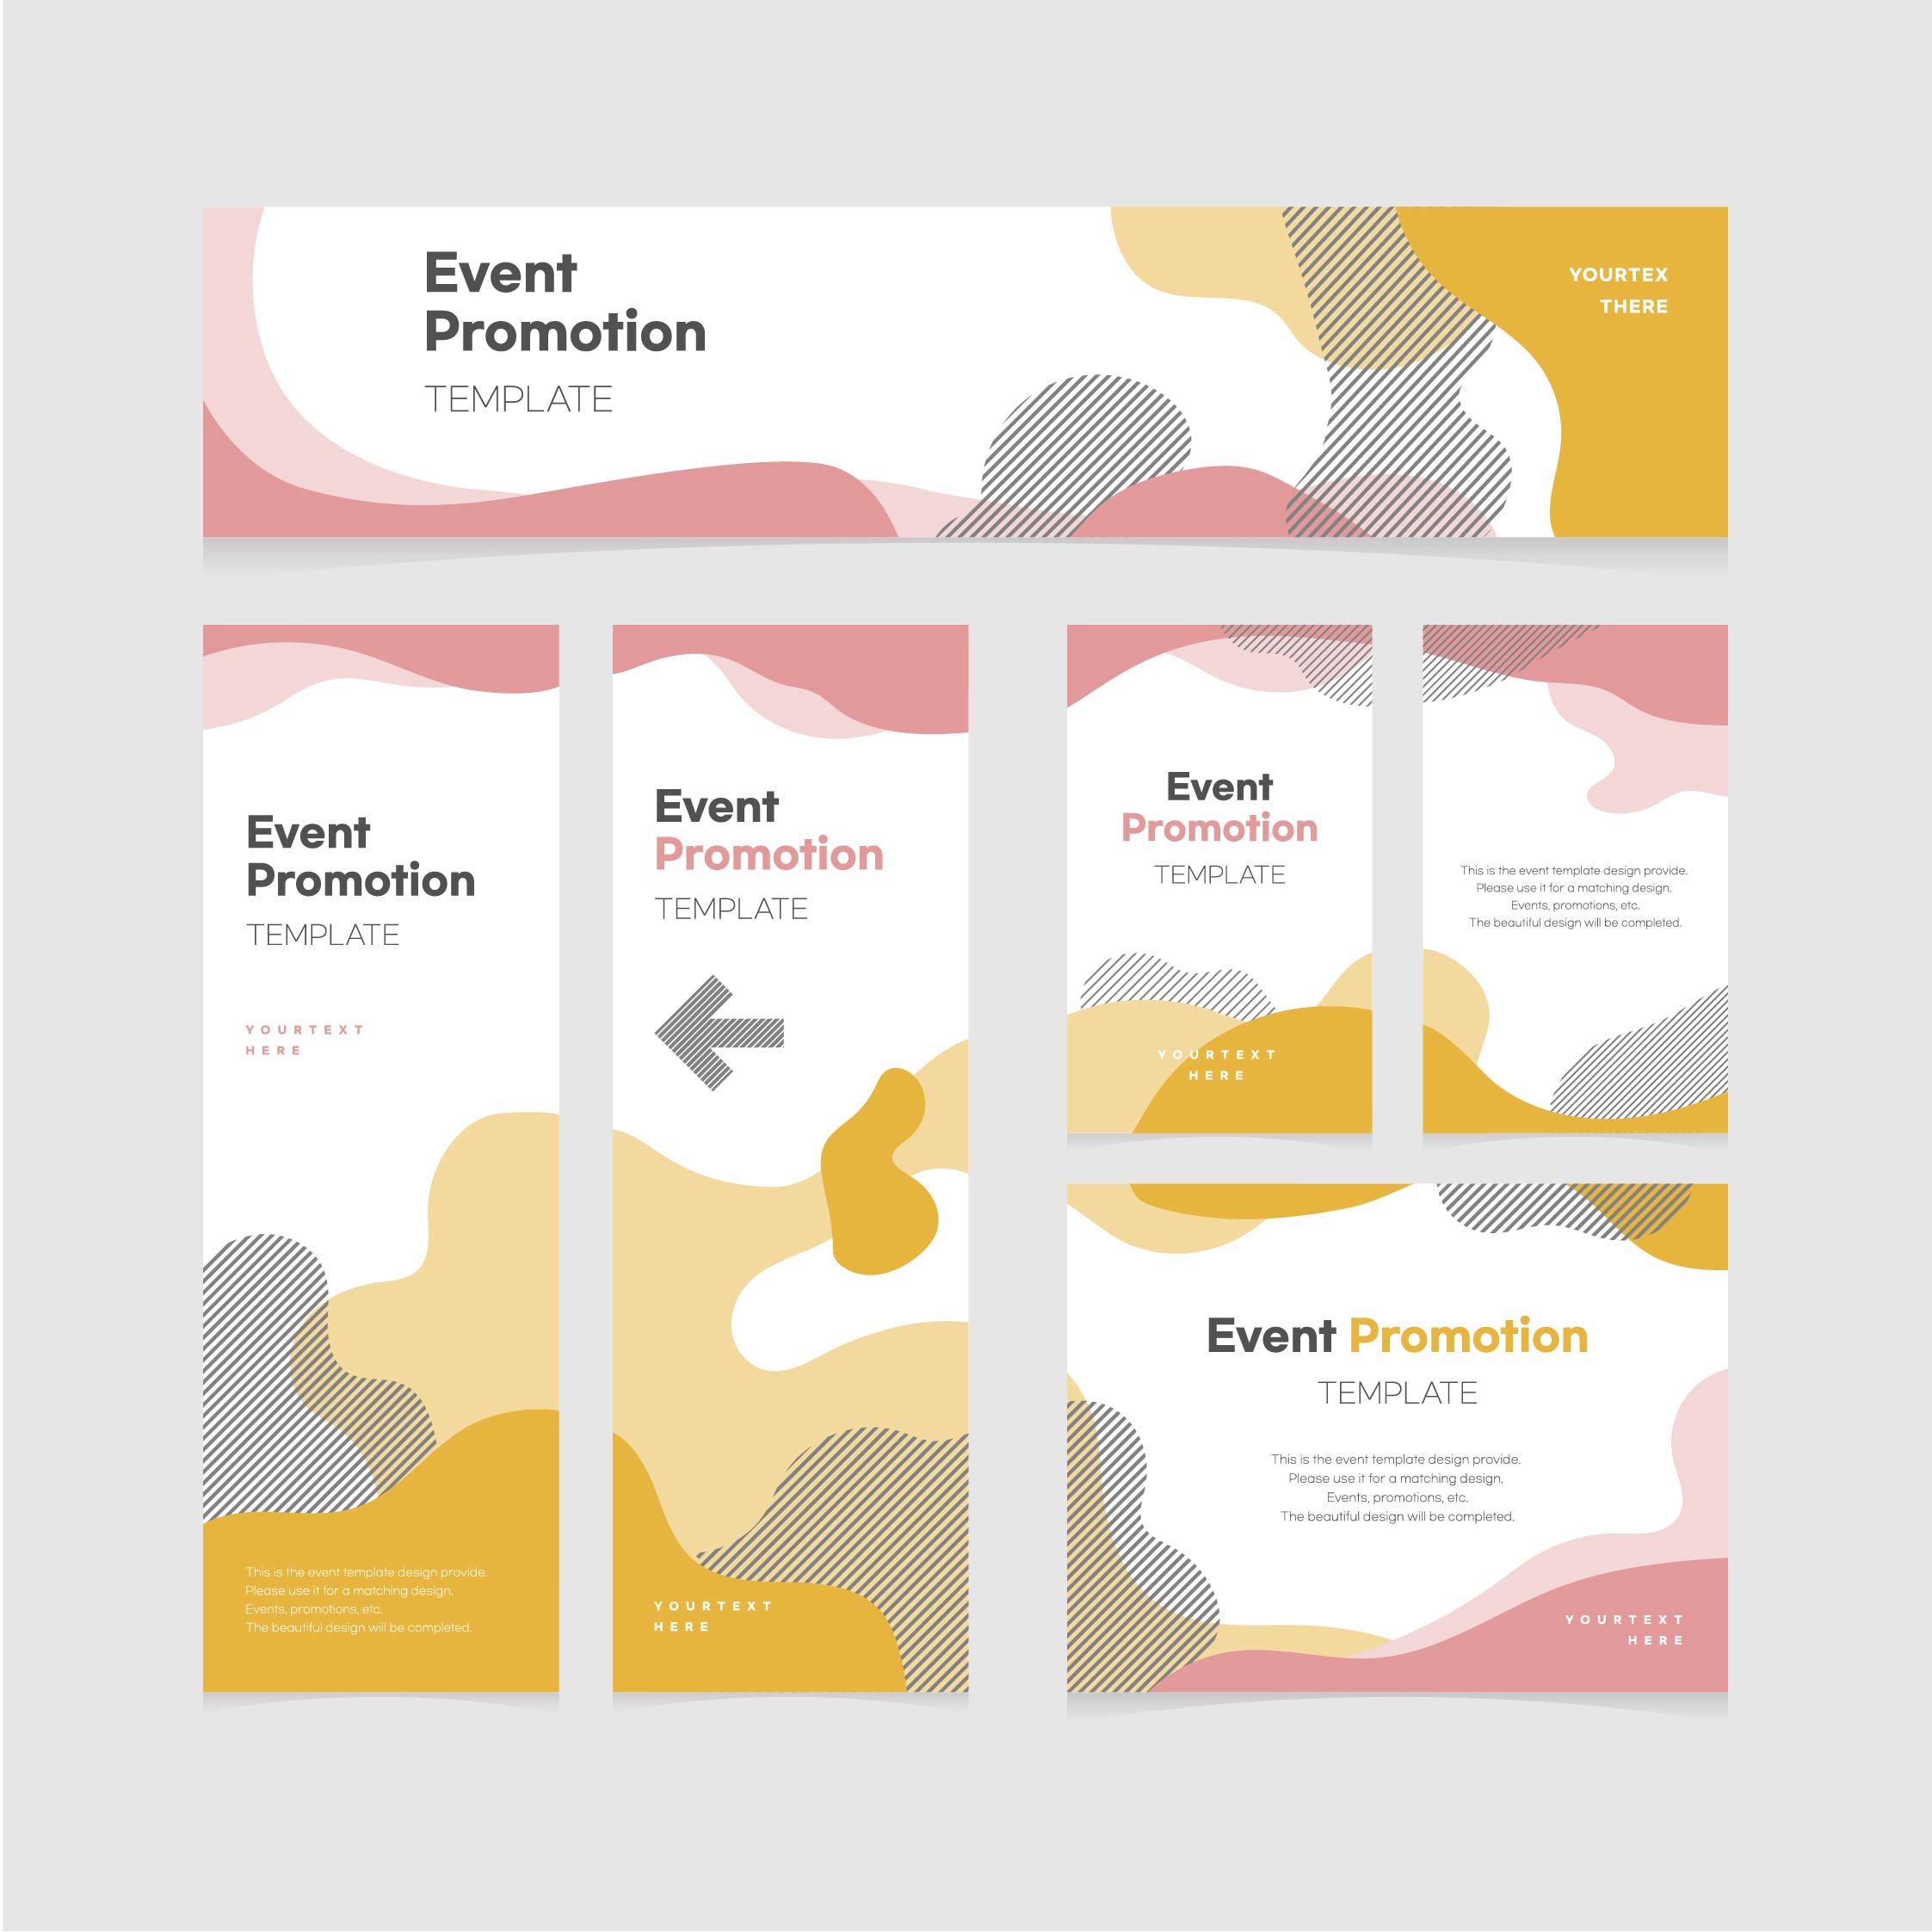 Event
Promotion
TEMPLATE
YOURTEX
THERE
Event
Promotion
TEMPLATE
YOURTEXT
HERE
This is the event template design provide.
Please use it for a matching design.
Events, promotions, etc.
The beautiful design will be completed.
Event
Promotion
TEMPLATE
YOURTEXT
HERE
Event
Promotion
TEMPLATE
YOURTEXT
HERE
This is the event template design provide.
Please use it for a matching design.
Events, promotions, etc.
The beautiful design will be completed.
Event Promotion
TEMPLATE
This is the event template design provide.
Please use it for a matching design.
Events, promotions, etc.
The beautiful design will be completed.
YOURTEXT
HERE